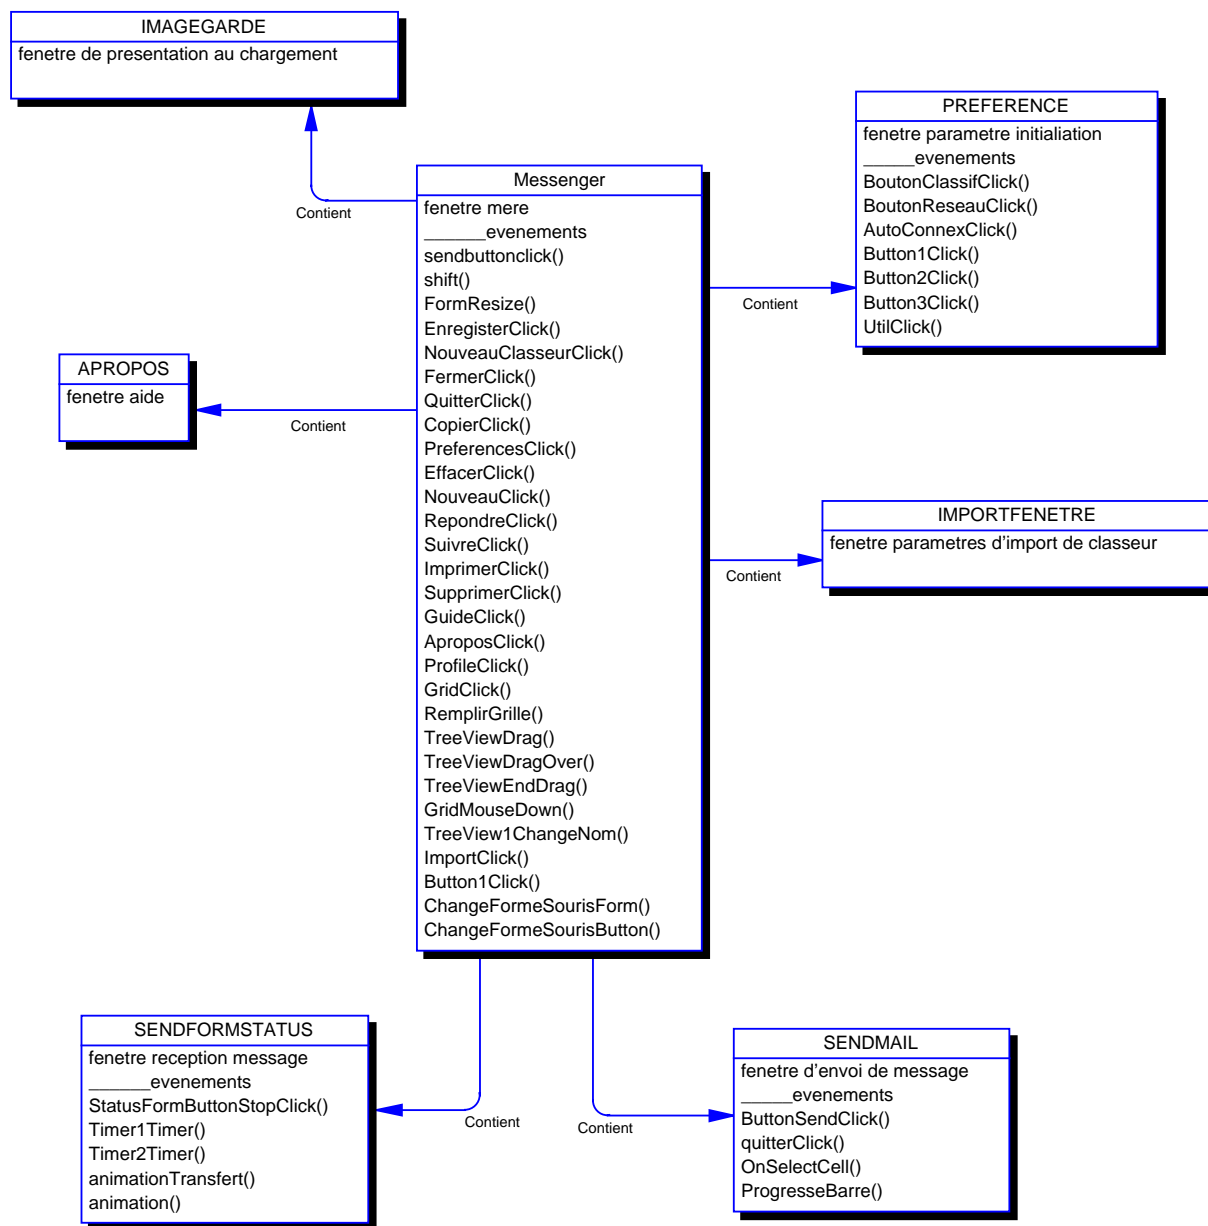 IMAGEGARDE
fenetre de presentation au chargement
Contient
PREFERENCE
fenetre parametre initialiation
_____evenements
BoutonClassifClick()
BoutonReseauClick()
AutoConnexClick()
Button1Click()
Button2Click()
Button3Click()
UtilClick()
Contient
Messenger
fenetre mere
______evenements
sendbuttonclick()
shift()
FormResize()
EnregisterClick()
NouveauClasseurClick()
FermerClick()
QuitterClick()
CopierClick()
PreferencesClick()
EffacerClick()
NouveauClick()
RepondreClick()
SuivreClick()
ImprimerClick()
SupprimerClick()
GuideClick()
AproposClick()
ProfileClick()
GridClick()
RemplirGrille()
TreeViewDrag()
TreeViewDragOver()
TreeViewEndDrag()
GridMouseDown()
TreeView1ChangeNom()
ImportClick()
Button1Click()
ChangeFormeSourisForm()
ChangeFormeSourisButton()
APROPOS
fenetre aide
Contient
IMPORTFENETRE
fenetre parametres d'import de classeur
Contient
SENDFORMSTATUS
fenetre reception message
______evenements
StatusFormButtonStopClick()
Timer1Timer()
Timer2Timer()
animationTransfert()
animation()
Contient
SENDMAIL
fenetre d'envoi de message
_____evenements
ButtonSendClick()
quitterClick()
OnSelectCell()
ProgresseBarre()
Contient